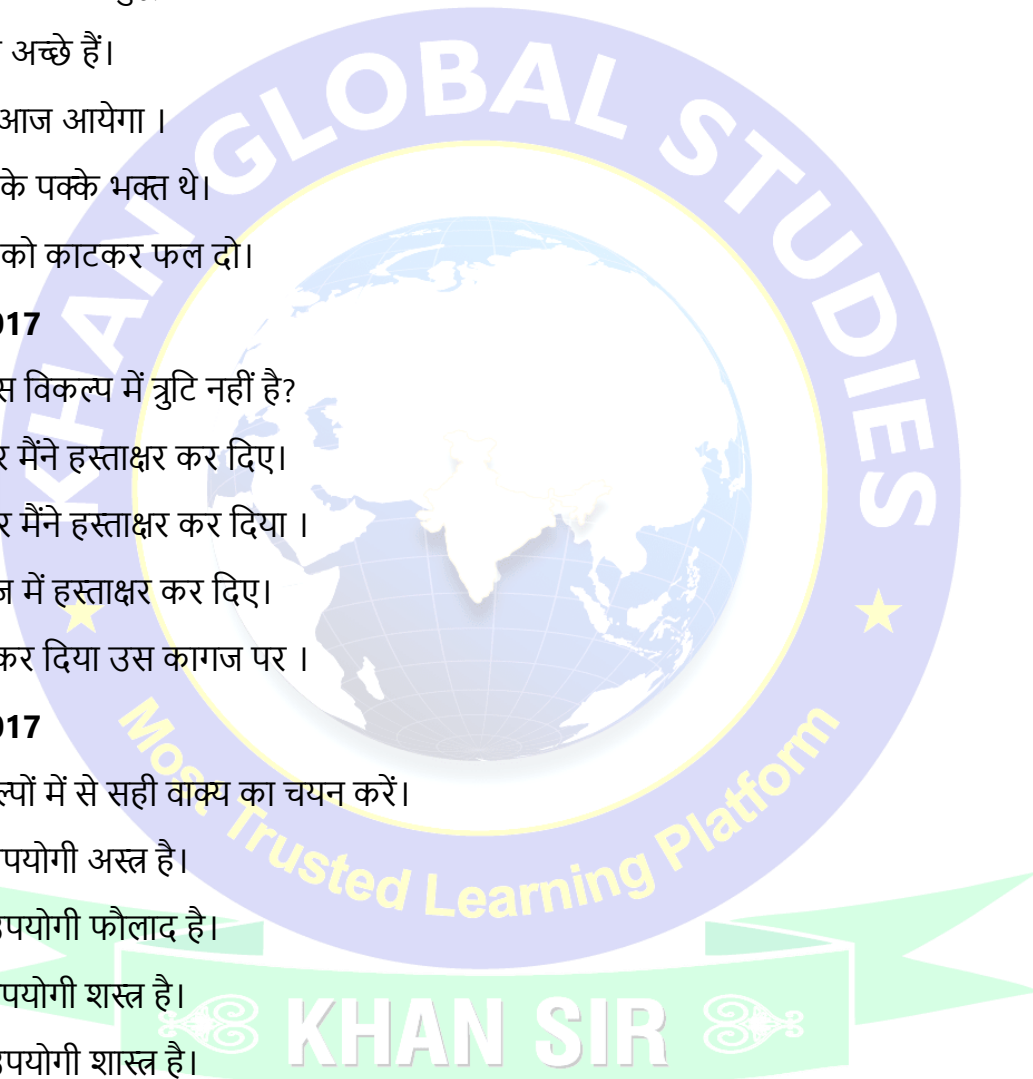 अच्छे हैं।
आज आयेगा ।
के पक्के भक्त थे।
को काटकर फल दो।
017
विकल्प में त्रुटि नहीं है?
मैंने हस्ताक्षर कर दिए।
मैंने हस्ताक्षर कर दिया ।
में हस्ताक्षर कर दिए।
कर दिया उस कागज पर ।
017
में से सही वाक्य का चयन करें।
पयोगी अस्त्र है।
उपयोगी फौलाद है।
पयोगी शस्त्र है।
उपयोगी शास्त्र है।
KHAN GLOBAL STUDIES
Most Trusted Learning Platform
KHAN SIR